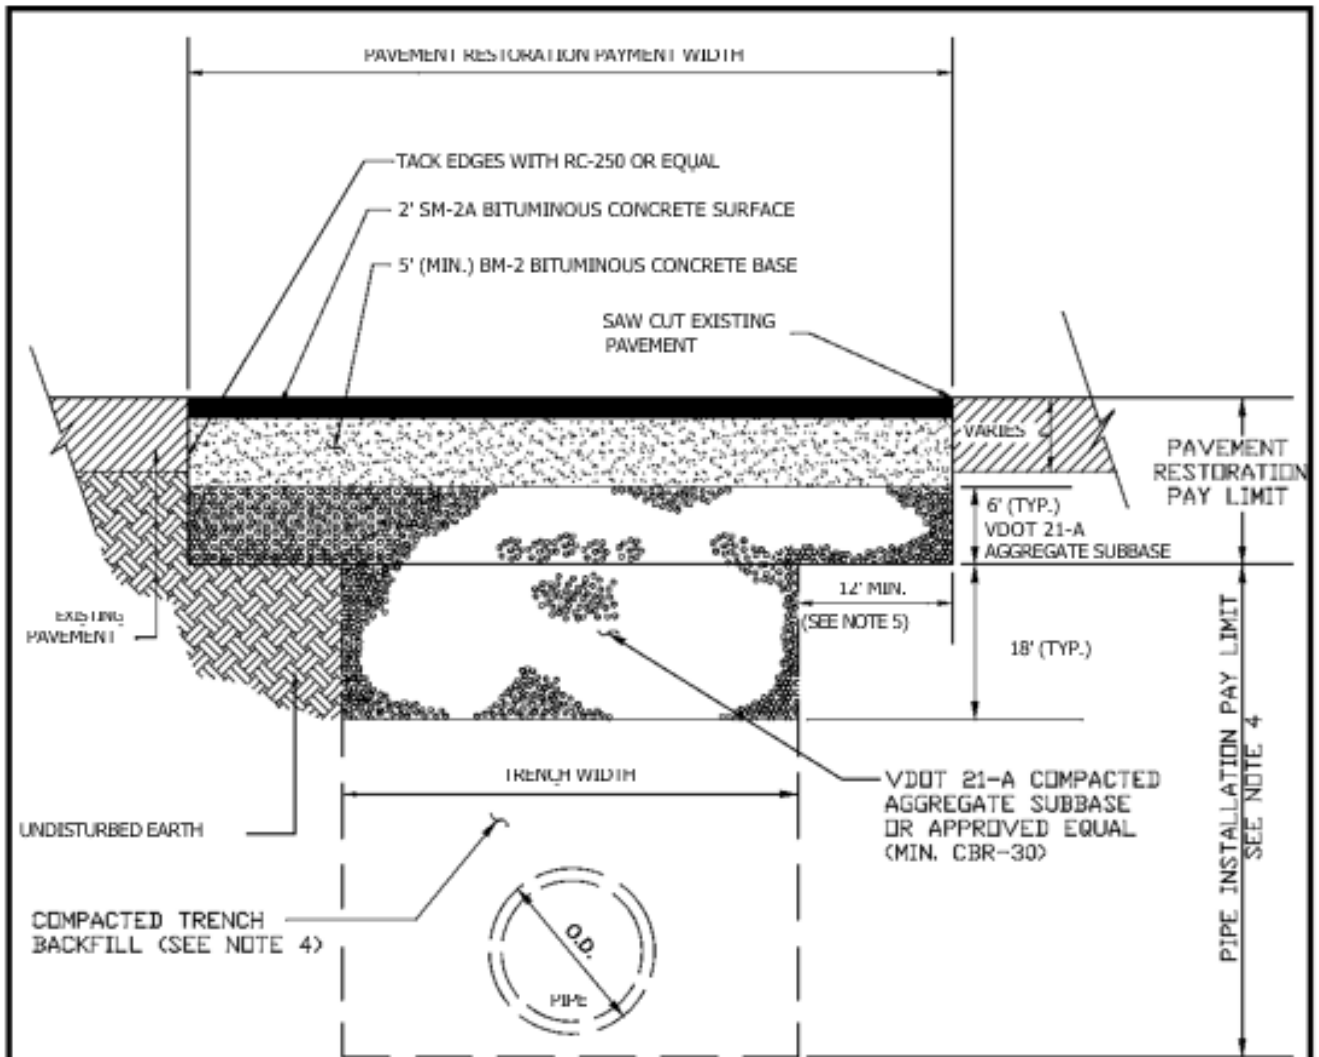 PAVEMENT RESTORATION PAYMENT WIDTH
TACK EDGES WITH RC-250 OR EQUAL
2' SM-2A BITUMINOUS CONCRETE SURFACE
5' (MIN.) BM-2 BITUMINOUS CONCRETE BASE
SAW CUT EXISTING
PAVEMENT
VARIES
PAVEMENT
RESTORATION
PAY LIMIT
6' (TYP.)
VDOT 21-A
AGGREGATE SUBBASE
12' MIN.
(SEE NOTE 5)
18' (TYP.)
EXISTING
PAVEMENT
UNDISTURBED EARTH
TRENCH WIDTH
VDOT 21-A COMPACTED
AGGREGATE SUBBASE
OR APPROVED EQUAL
(MIN. CBR-30)
COMPACTED TRENCH
BACKFILL (SEE NOTE 4)
O.D.
PIPE
PIPE INSTALLATION PAY LIMIT
SEE NOTE 4